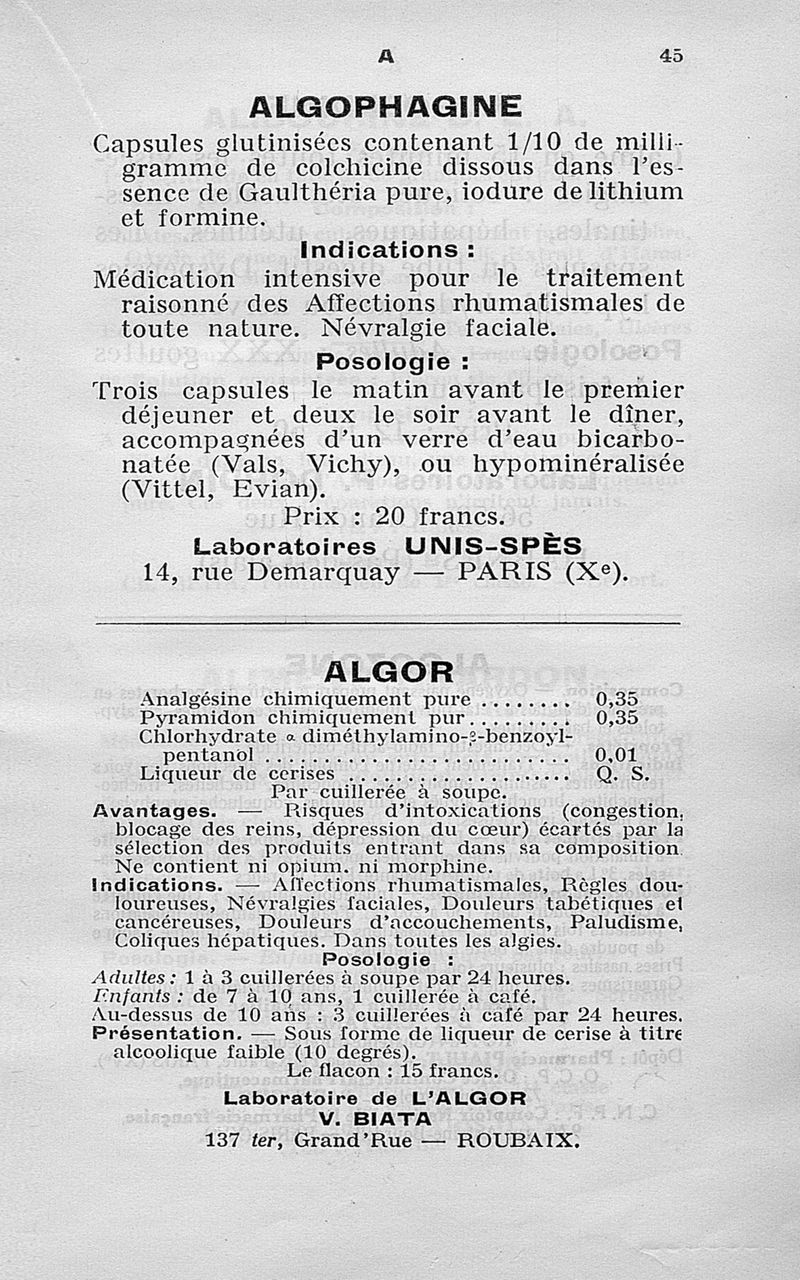 A 45
ALGOPHAGINE
Capsules glutinisées contenant 1/10 de milli-
gramme de colchicine dissous dans l'es-
sence de Gaulthéria pure, iodure de lithium
et formine.
Indications :
Médication intensive pour le traitement
raisonné des Affections rhumatismales de
toute nature. Névralgie faciale.
Posologie :
Trois capsules le matin avant le premier
déjeuner et deux le soir avant le dîner,
accompagnées d'un verre d'eau bicarbo-
natée (Vals, Vichy), ou hypominéralisée
(Vittel, Evian).
Prix : 20 francs.
Laboratoires UNIS-SPÈS
14, rue Demarquay — PARIS (Xe).
ALGOR
Analgésine chimiquement pure ........ 0,35
Pyramidon chimiquement pur ......... 0,35
Chlorhydrate α diméthylamino-β-benzoyl-
pentanol .......................... 0,01
Liqueur de cerises ................... Q. S.
Par cuillerée à soupe.
Avantages. — Risques d'intoxications (congestion,
blocage des reins, dépression du cœur) écartés par la
sélection des produits entrant dans sa composition.
Ne contient ni opium, ni morphine.
Indications. — Affections rhumatismales, Règles dou-
loureuses, Névralgies faciales, Douleurs tabétiques et
cancéreuses, Douleurs d'accouchements, Paludisme,
Coliques hépatiques. Dans toutes les algies.
Posologie :
Adultes : 1 à 3 cuillerées à soupe par 24 heures.
Enfants : de 7 à 10 ans, 1 cuillerée à café.
Au-dessus de 10 ans : 3 cuillerées à café par 24 heures.
Présentation. — Sous forme de liqueur de cerise à titre
alcoolique faible (10 degrés).
Le flacon : 15 francs.
Laboratoire de L'ALGOR
V. BIATA
137 ter, Grand'Rue — ROUBAIX.